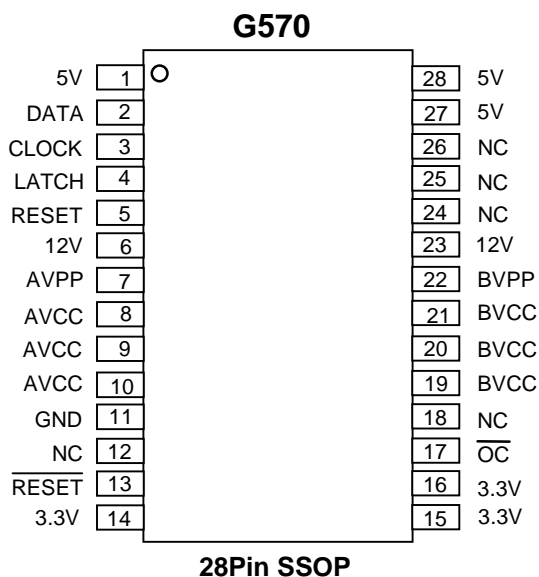 G570
5V 1 28 5V
DATA 2 27 5V
CLOCK 3 26 NC
LATCH 4 25 NC
RESET 5 24 NC
12V 6 23 12V
AVPP 7 22 BVPP
AVCC 8 21 BVCC
AVCC 9 20 BVCC
AVCC 10 19 BVCC
GND 11 18 NC
NC 12 17 O̅C̅
R̅E̅S̅E̅T̅ 13 16 3.3V
3.3V 14 15 3.3V
28Pin SSOP